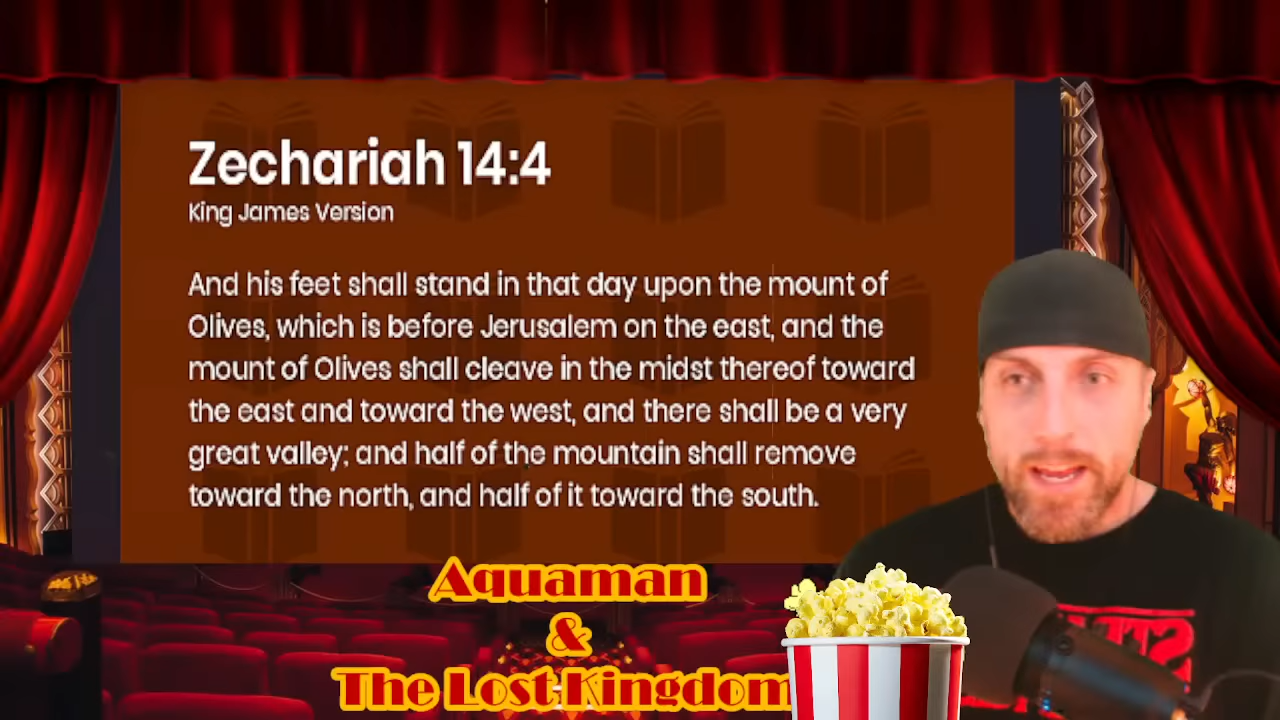 Zechariah 14:4
King James Version
And his feet shall stand in that day upon the mount of
Olives, which is before Jerusalem on the east, and the
mount of Olives shall cleave in the midst thereof toward
the east and toward the west, and there shall be a very
great valley; and half of the mountain shall remove
toward the north, and half of it toward the south.
Aquaman
&
The Lost Kingdom